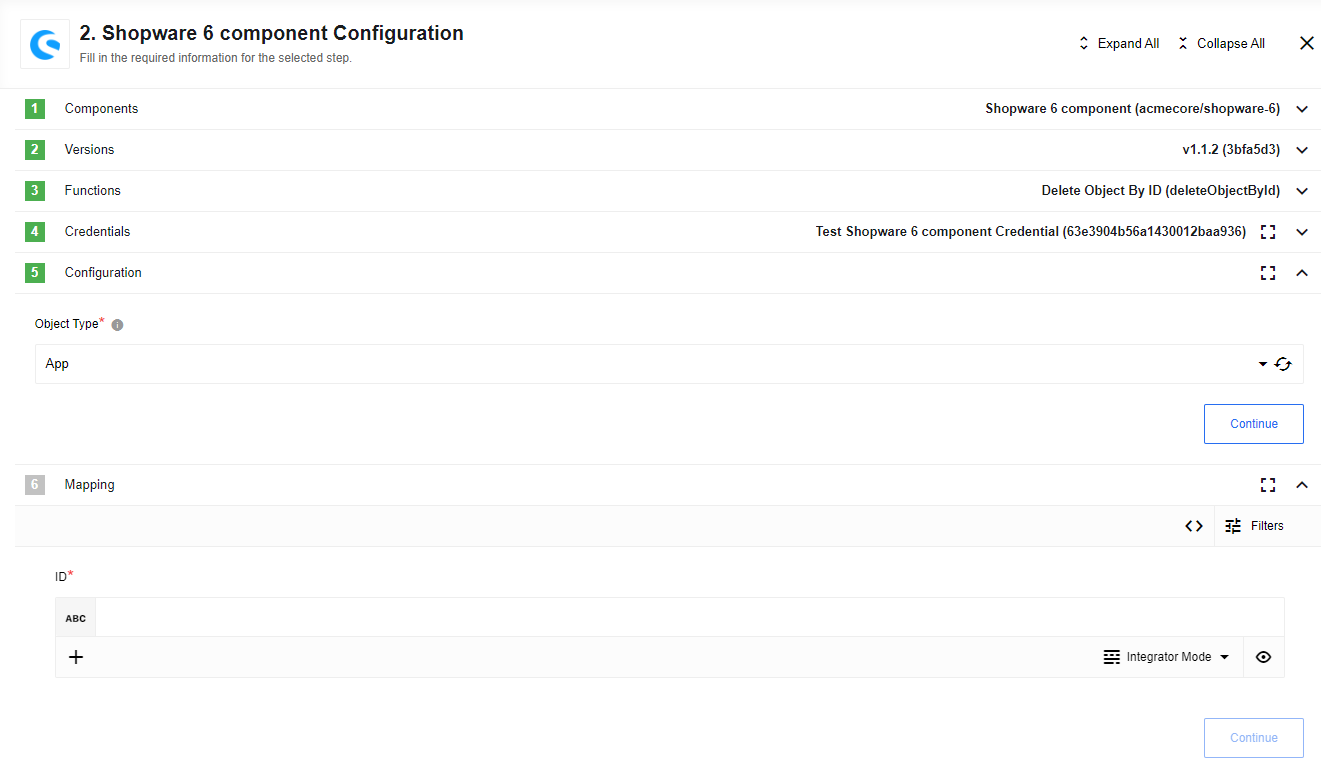 2. Shopware 6 component Configuration
Fill in the required information for the selected step.
Expand All
Collapse All
1 Components Shopware 6 component (acmecore/shopware-6)
2 Versions v1.1.2 (3bfa5d3)
3 Functions Delete Object By ID (deleteObjectById)
4 Credentials Test Shopware 6 component Credential (63e3904b56a1430012baa936)
5 Configuration
Object Type*
App
Continue
6 Mapping
Filters
ID*
ABC
Integrator Mode
Continue